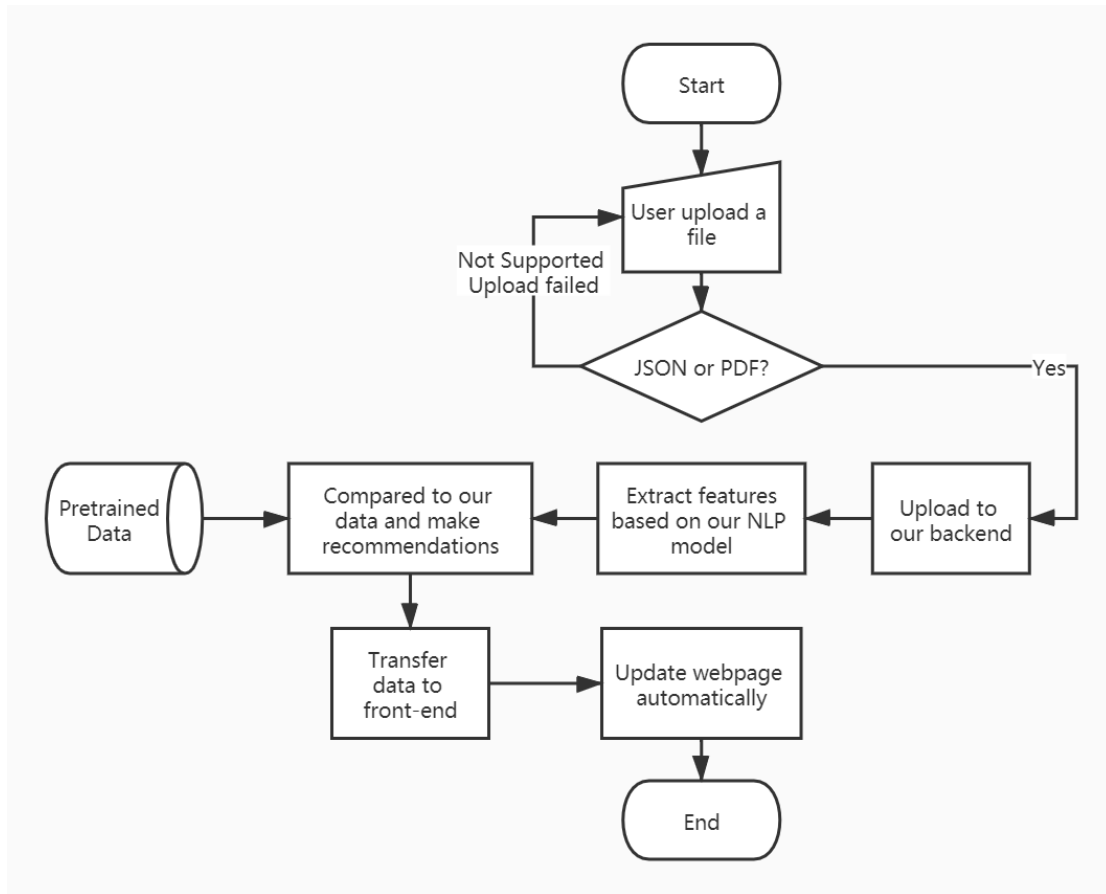 Start
User upload a
file
Not Supported
Upload failed
JSON or PDF?
Yes
Pretrained
Data
Compared to our
data and make
recommendations
Extract features
based on our NLP
model
Upload to
our backend
Transfer
data to
front-end
Update webpage
automatically
End